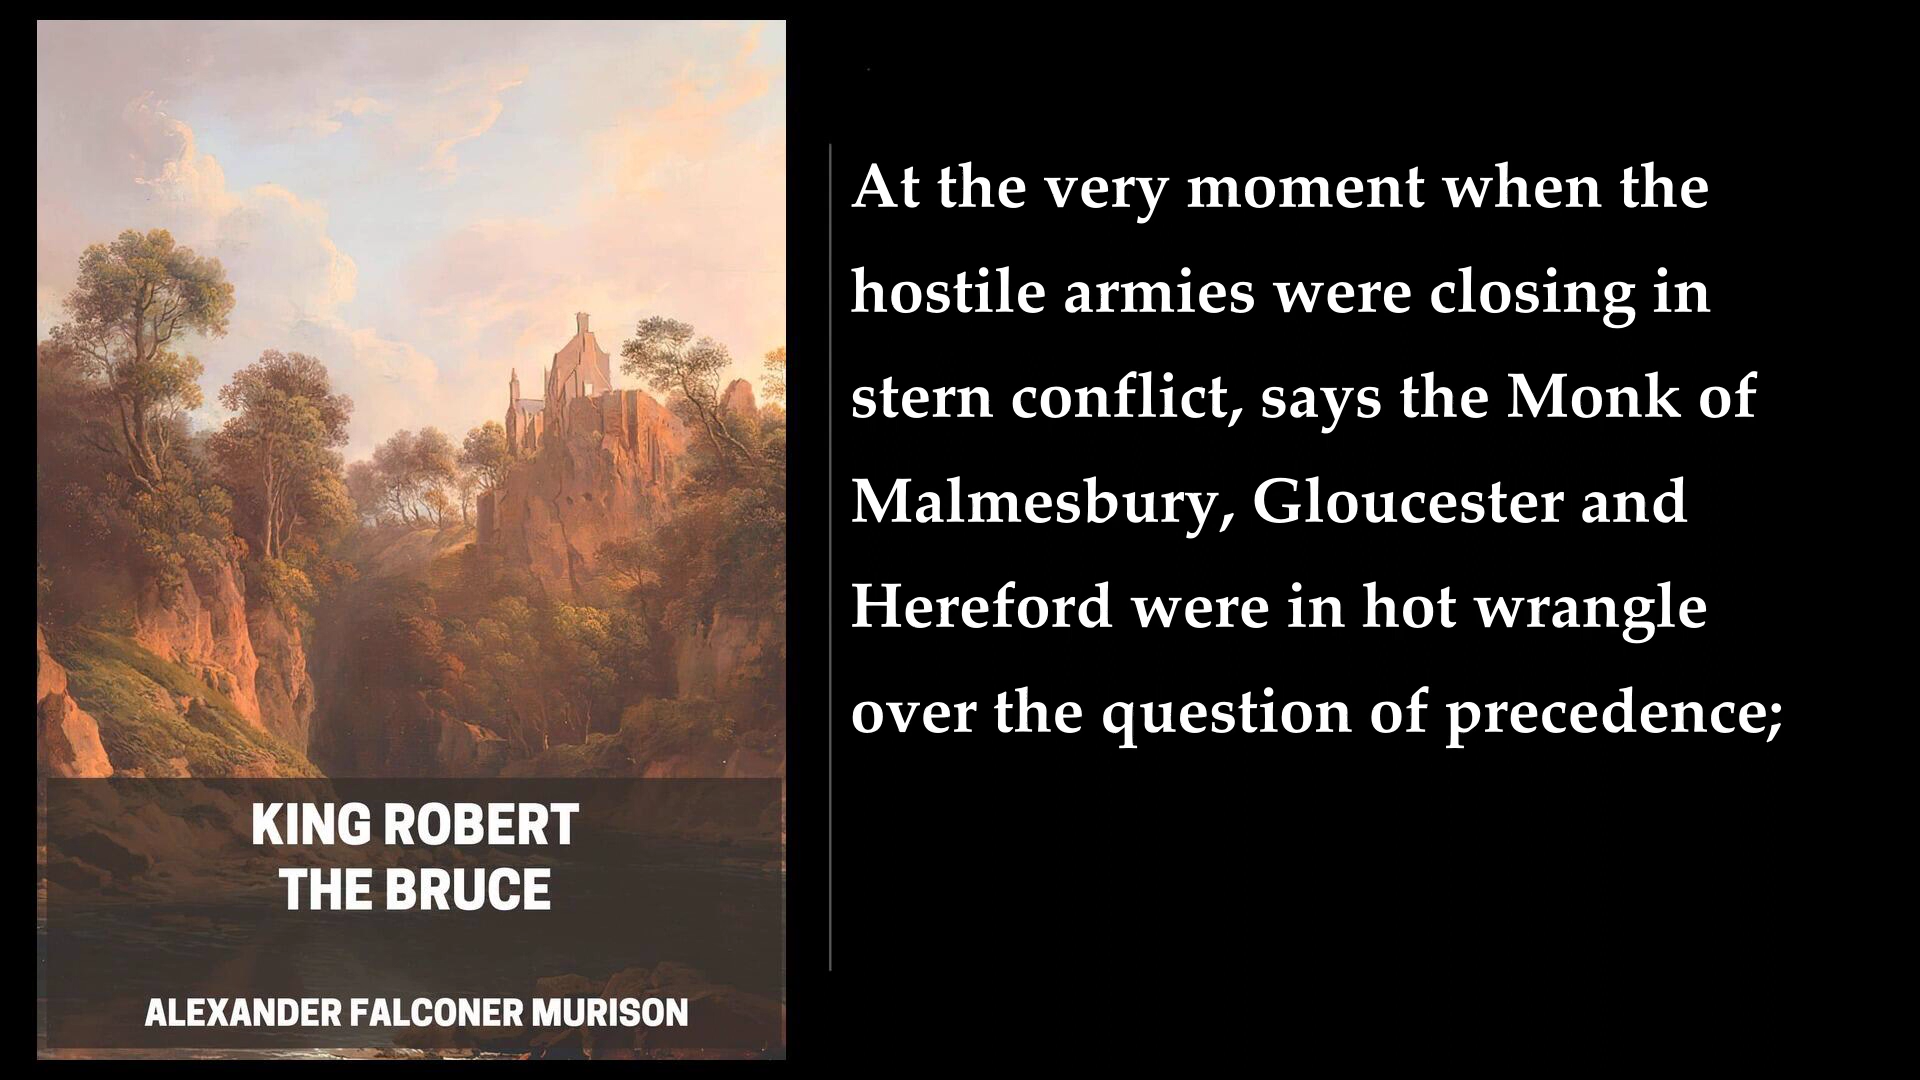 KING ROBERT
THE BRUCE
ALEXANDER FALCONER MURISON
At the very moment when the
hostile armies were closing in
stern conflict, says the Monk of
Malmesbury, Gloucester and
Hereford were in hot wrangle
over the question of precedence;